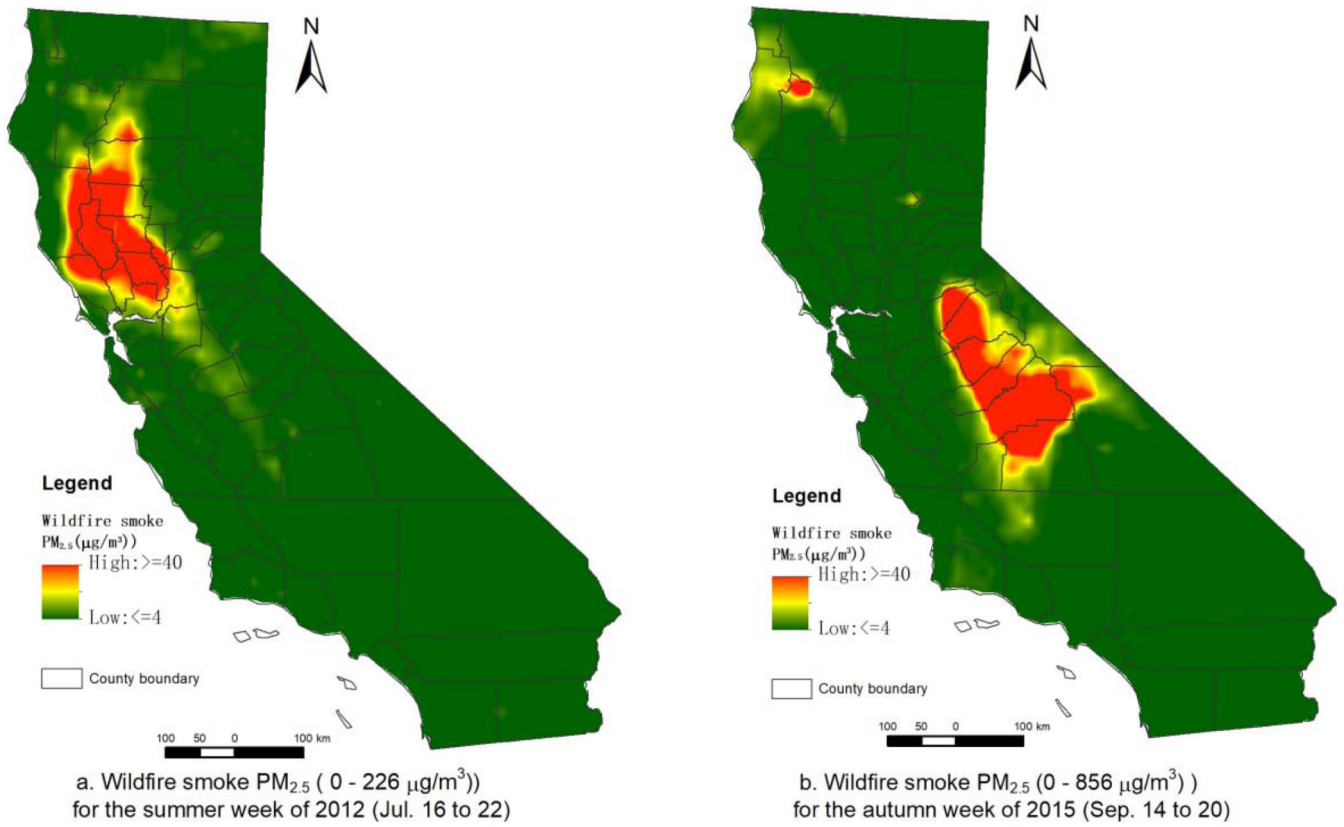 N
Legend
Wildfire smoke
PM₂.₅(μg/m³))
High:>=40
Low:<=4
County boundary
100 50 0 100 km
a. Wildfire smoke PM₂.₅ ( 0 - 226 μg/m³))
for the summer week of 2012 (Jul. 16 to 22)
N
Legend
Wildfire smoke
PM₂.₅(μg/m³))
High:>=40
Low:<=4
County boundary
100 50 0 100 km
b. Wildfire smoke PM₂.₅ (0 - 856 μg/m³) )
for the autumn week of 2015 (Sep. 14 to 20)